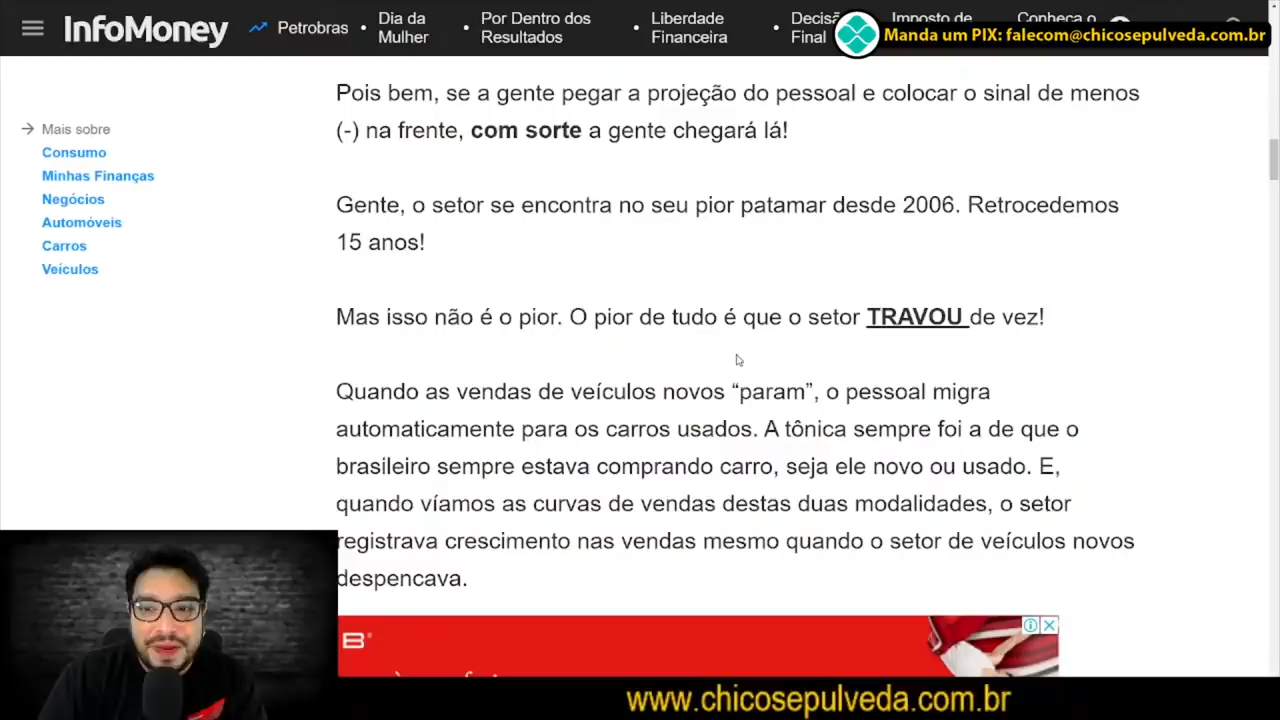 InfoMoney
Petrobras
Dia da
Mulher
Por Dentro dos
Resultados
Liberdade
Financeira
Final
Imposto de
Conheça o
Manda um PIX: falecom@chicosepulveda.com.br
Pois bem, se a gente pegar a projeção do pessoal e colocar o sinal de menos
(-) na frente, com sorte a gente chegará lá!
Mais sobre
Consumo
Minhas Finanças
Negócios
Automóveis
Carros
Veículos
Gente, o setor se encontra no seu pior patamar desde 2006. Retrocedemos
15 anos!
Mas isso não é o pior. O pior de tudo é que o setor TRAVOU de vez!
Quando as vendas de veículos novos “param”, o pessoal migra
automaticamente para os carros usados. A tônica sempre foi a de que o
brasileiro sempre estava comprando carro, seja ele novo ou usado. E,
quando víamos as curvas de vendas destas duas modalidades, o setor
registrava crescimento nas vendas mesmo quando o setor de veículos novos
despencava.
B
www.chicosepulveda.com.br